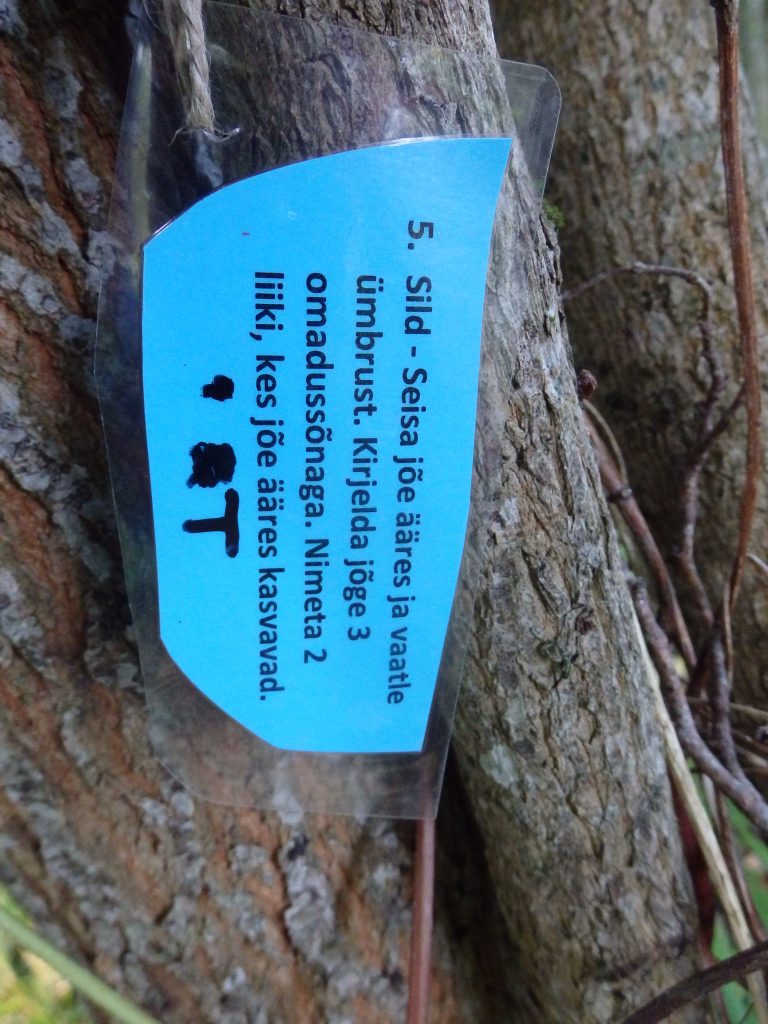 5. Sild - Seisa jõe ääres ja vaatle
ümbrust. Kirjelda jõge 3
omadussõnaga. Nimeta 2
liiki, kes jõe ääres kasvavad.
T